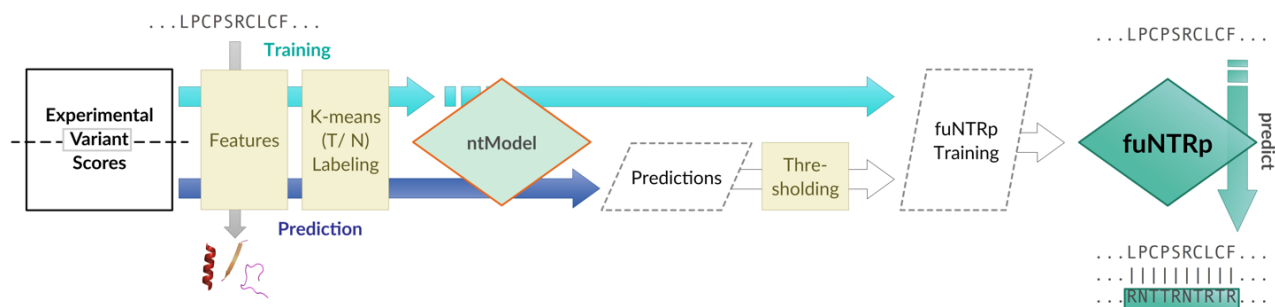 ...LPCPSRCLCF...
Training
Experimental
Variant
Scores
Features
K-means
(T/ N)
Labeling
ntModel
Prediction
Predictions
Thre-
sholding
fuNTRp
Training
...LPCPSRCLCF...
fuNTRp
predict
...LPCPSRCLCF...
...||||||||||...
...RNTTRNTRTR...